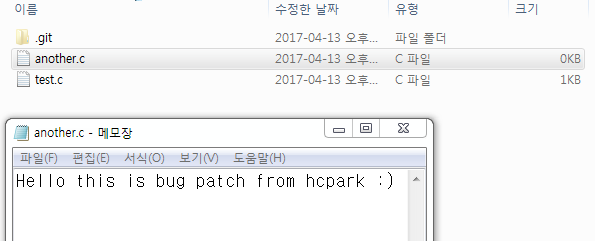 이름 수정한 날짜 유형 크기
.git 2017-04-13 오후... 파일 폴더
another.c 2017-04-13 오후... C 파일 0KB
test.c 2017-04-13 오후... C 파일 1KB
another.c - 메모장
파일(F) 편집(E) 서식(O) 보기(V) 도움말(H)
Hello this is bug patch from hcpark :)